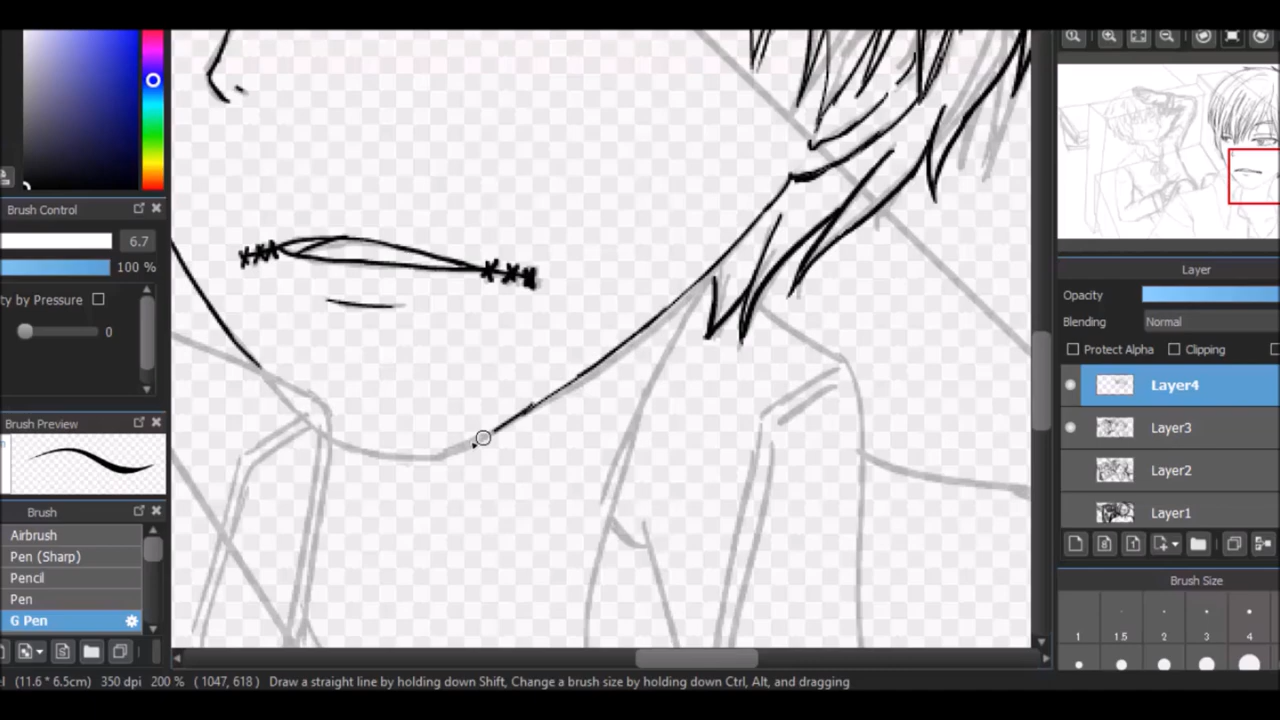 Brush Control
6.7
100 %
ty by Pressure
0
Brush Preview
Brush
Airbrush
Pen (Sharp)
Pencil
Pen
G Pen
Layer
Opacity
Blending
Normal
Protect Alpha
Clipping
Layer4
Layer3
Layer2
Layer1
Brush Size
1 1.5 2 3 4
(11.6 * 6.5cm) 350 dpi 200 % ( 1047, 618 ) Draw a straight line by holding down Shift, Change a brush size by holding down Ctrl, Alt, and dragging